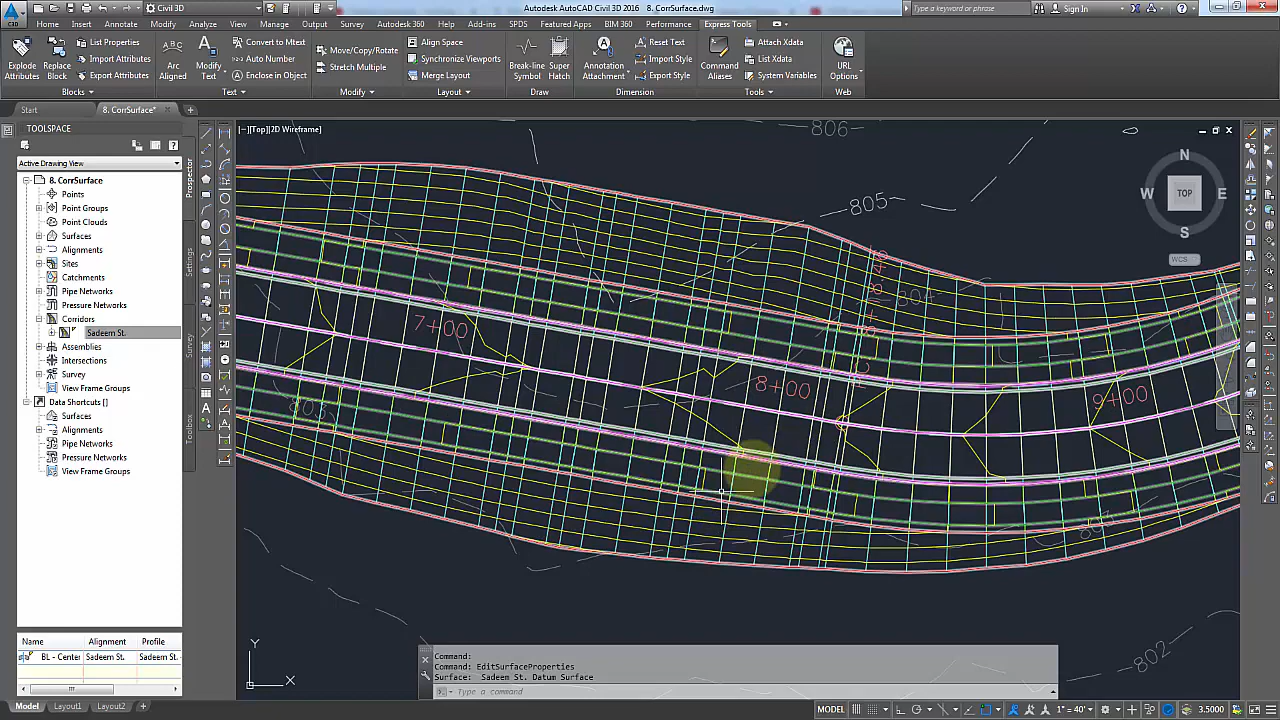 Autodesk AutoCAD Civil 3D 2016   8. CorrSurface.dwg
Civil 3D
Type a keyword or phrase
Sign In
Home
Insert
Annotate
Modify
Analyze
View
Manage
Output
Survey
Autodesk 360
Help
Add-ins
SPDS
Featured Apps
BIM 360
Performance
Express Tools
Explode Attributes
Replace Block
List Properties
Import Attributes
Export Attributes
Blocks
Arc Aligned
Modify Text
Convert to Mtext
Auto Number
Enclose in Object
Text
Move/Copy/Rotate
Stretch Multiple
Modify
Align Space
Synchronize Viewports
Merge Layout
Layout
Break-line Symbol
Super Hatch
Draw
Annotation Attachment
Reset Text
Import Style
Export Style
Dimension
Command Aliases
Attach Xdata
List Xdata
System Variables
Tools
URL Options
Web
Start
8. CorrSurface*
TOOLSPACE
Active Drawing View
8. CorrSurface
Points
Point Groups
Point Clouds
Surfaces
Alignments
Sites
Catchments
Pipe Networks
Pressure Networks
Corridors
Sadeem St.
Assemblies
Intersections
Survey
View Frame Groups
Data Shortcuts []
Surfaces
Alignments
Pipe Networks
Pressure Networks
View Frame Groups
Prospector
Settings
Survey
Toolbox
Name
Alignment
Profile
BL - Center
Sadeem St.
Sadeem St. -
[−][Top][2D Wireframe]
806
805
804
803
803
802
7+00
8+00
9+00
N
W
TOP
E
S
WCS
Y
X
Command:
Command: EditSurfaceProperties
Surface:  Sadeem St. Datum Surface
Type a command
Model
Layout1
Layout2
MODEL
1" = 40'
3.5000